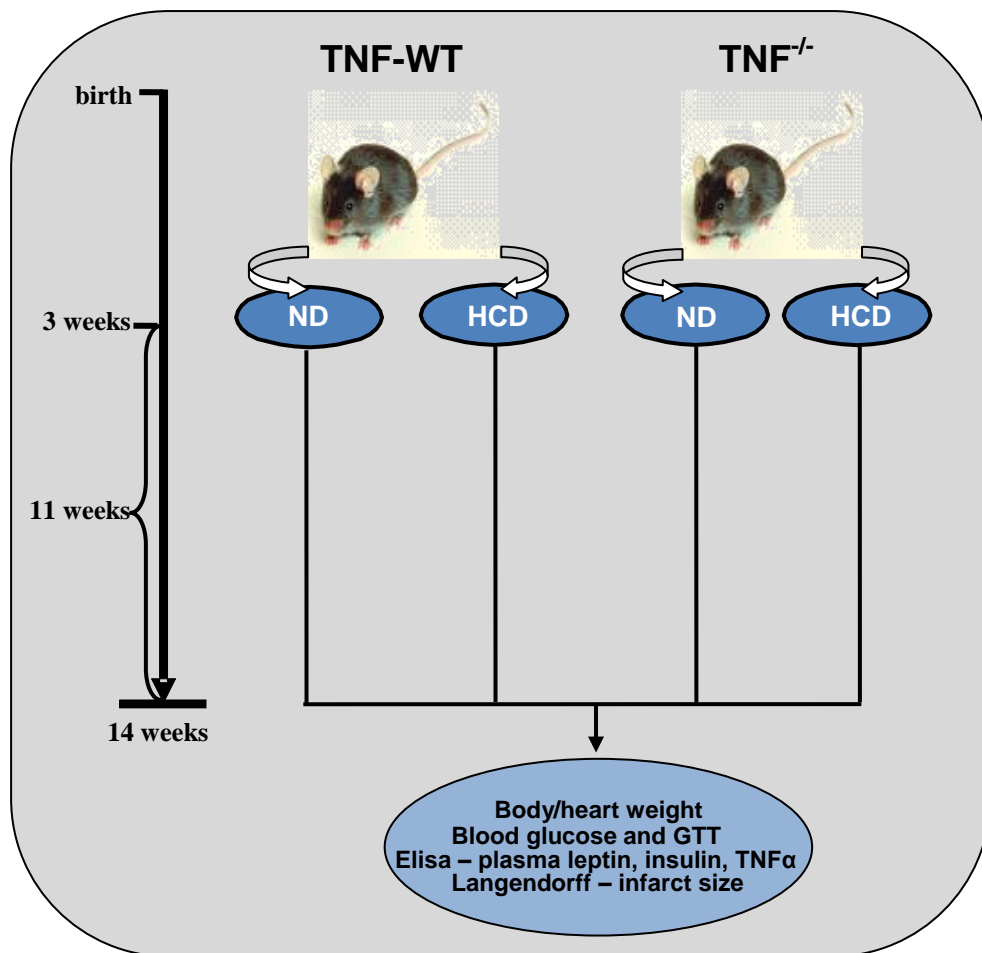 TNF-WT
TNF-/-
birth
ND
HCD
ND
HCD
3 weeks
11 weeks
14 weeks
Body/heart weight
Blood glucose and GTT
Elisa – plasma leptin, insulin, TNFα
Langendorff – infarct size